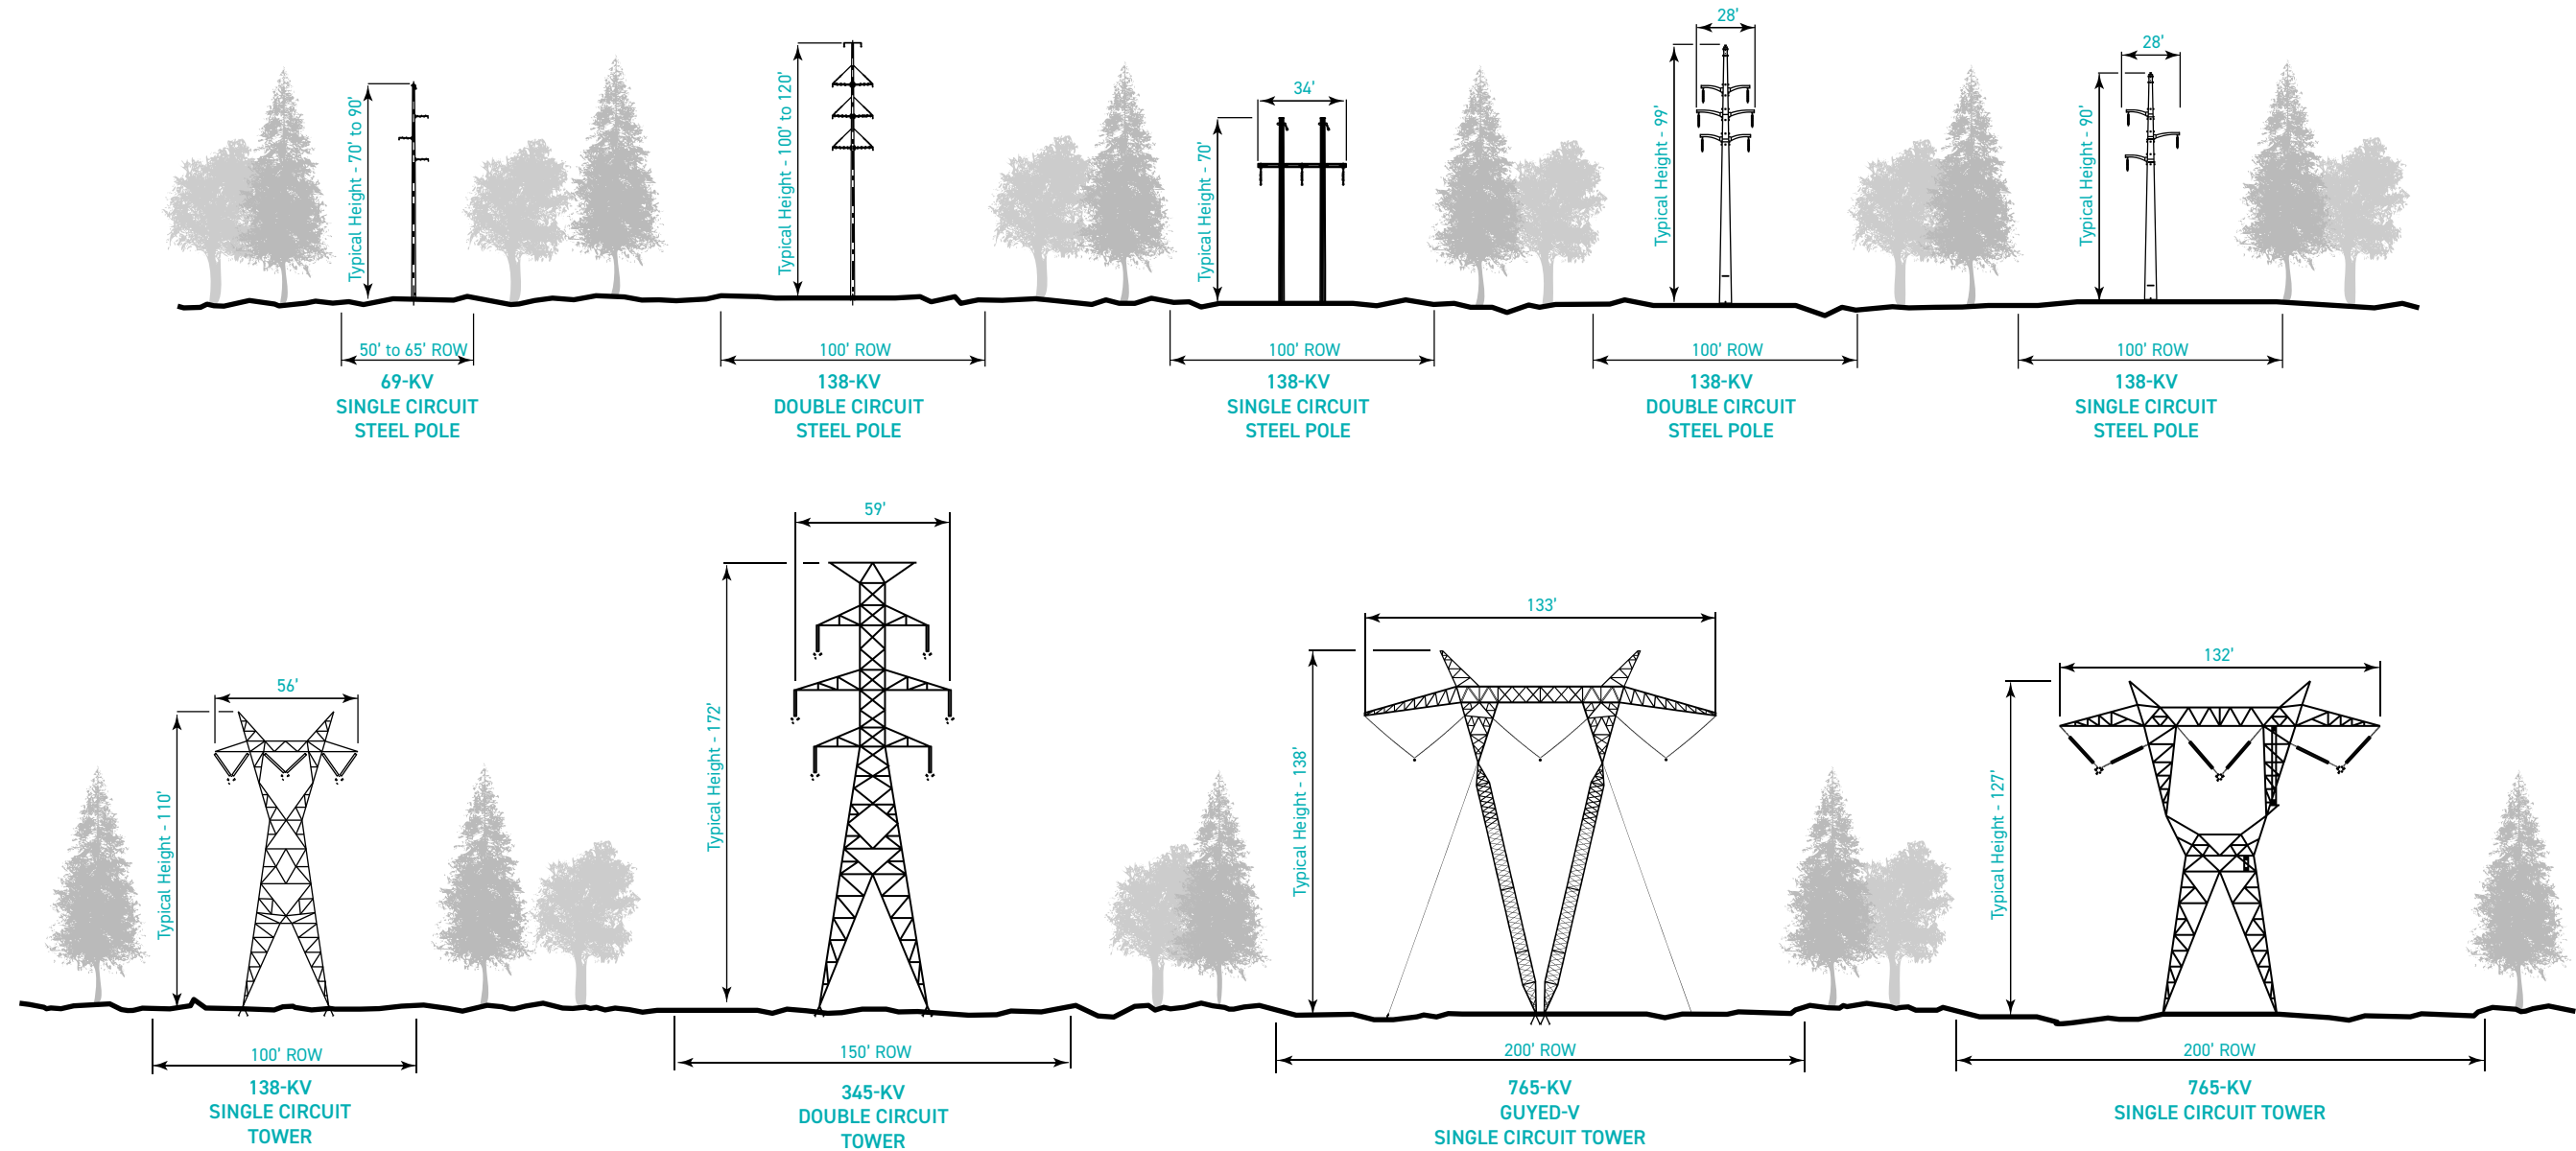 Typical Height - 70' to 90'
50' to 65' ROW
69-KV
SINGLE CIRCUIT
STEEL POLE
Typical Height - 100' to 120'
100' ROW
138-KV
DOUBLE CIRCUIT
STEEL POLE
34'
Typical Height - 70'
100' ROW
138-KV
SINGLE CIRCUIT
STEEL POLE
28'
Typical Height - 99'
100' ROW
138-KV
DOUBLE CIRCUIT
STEEL POLE
28'
Typical Height - 90'
100' ROW
138-KV
SINGLE CIRCUIT
STEEL POLE
56'
Typical Height - 110'
100' ROW
138-KV
SINGLE CIRCUIT
TOWER
59'
Typical Height - 172'
150' ROW
345-KV
DOUBLE CIRCUIT
TOWER
133'
Typical Height - 138'
200' ROW
765-KV
GUYED-V
SINGLE CIRCUIT TOWER
132'
Typical Height - 127'
200' ROW
765-KV
SINGLE CIRCUIT TOWER